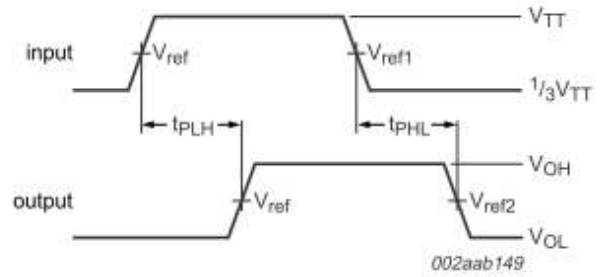 V_TT
input V_ref V_ref1
1/3V_TT
t_PLH t_PHL
V_OH
output V_ref V_ref2
V_OL
002aab149